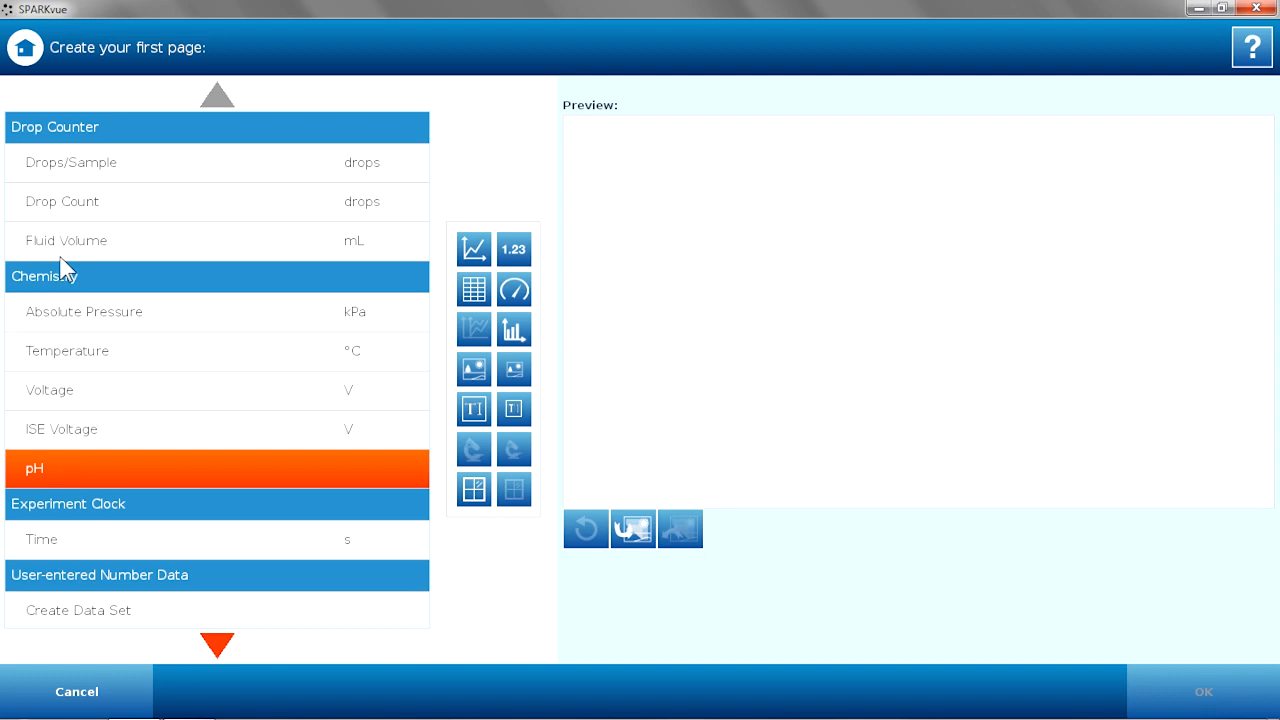 SPARKvue
Create your first page:
?
Drop Counter
Drops/Sample drops
Drop Count drops
Fluid Volume mL
Chemistry
Absolute Pressure kPa
Temperature °C
Voltage V
ISE Voltage V
pH
Experiment Clock
Time s
User-entered Number Data
Create Data Set
1.23
TI TI
Preview:
Cancel
OK